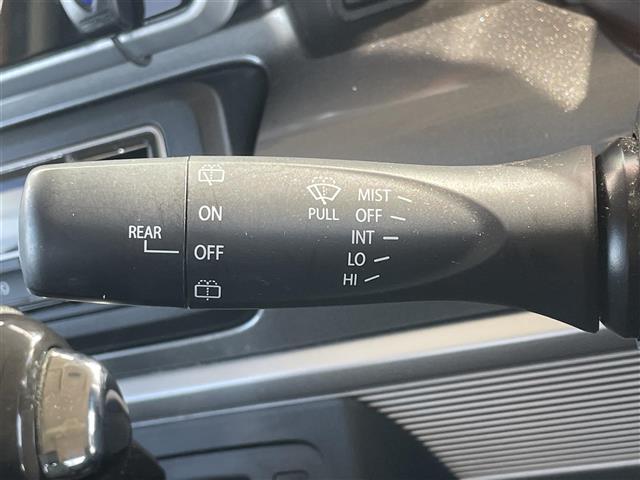 REAR
ON
OFF
PULL
MIST
OFF
INT
LO
HI